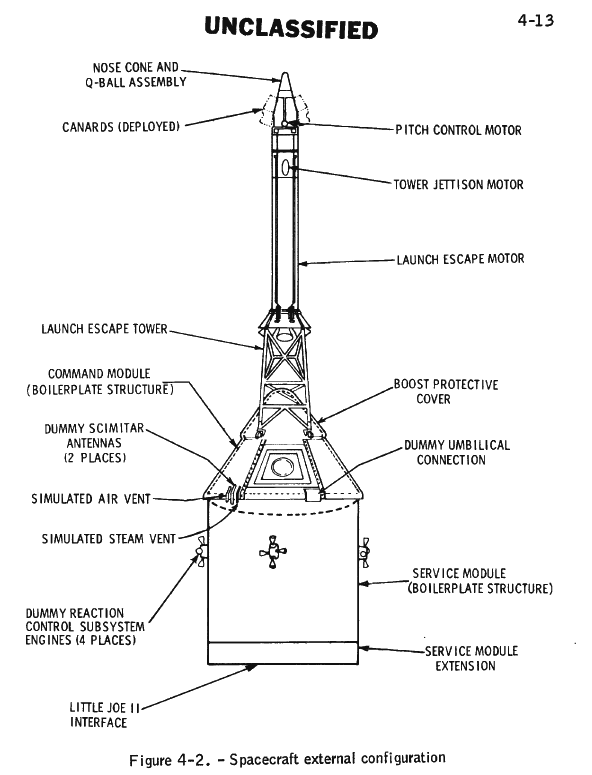 UNCLASSIFIED
4-13
NOSE CONE AND
Q-BALL ASSEMBLY
CANARDS (DEPLOYED)
PITCH CONTROL MOTOR
TOWER JETTISON MOTOR
LAUNCH ESCAPE MOTOR
LAUNCH ESCAPE TOWER
COMMAND MODULE
(BOILERPLATE STRUCTURE)
BOOST PROTECTIVE
COVER
DUMMY SCIMITAR
ANTENNAS
(2 PLACES)
DUMMY UMBILICAL
CONNECTION
SIMULATED AIR VENT
SIMULATED STEAM VENT
SERVICE MODULE
(BOILERPLATE STRUCTURE)
DUMMY REACTION
CONTROL SUBSYSTEM
ENGINES (4 PLACES)
SERVICE MODULE
EXTENSION
LITTLE JOE II
INTERFACE
Figure 4-2. - Spacecraft external configuration